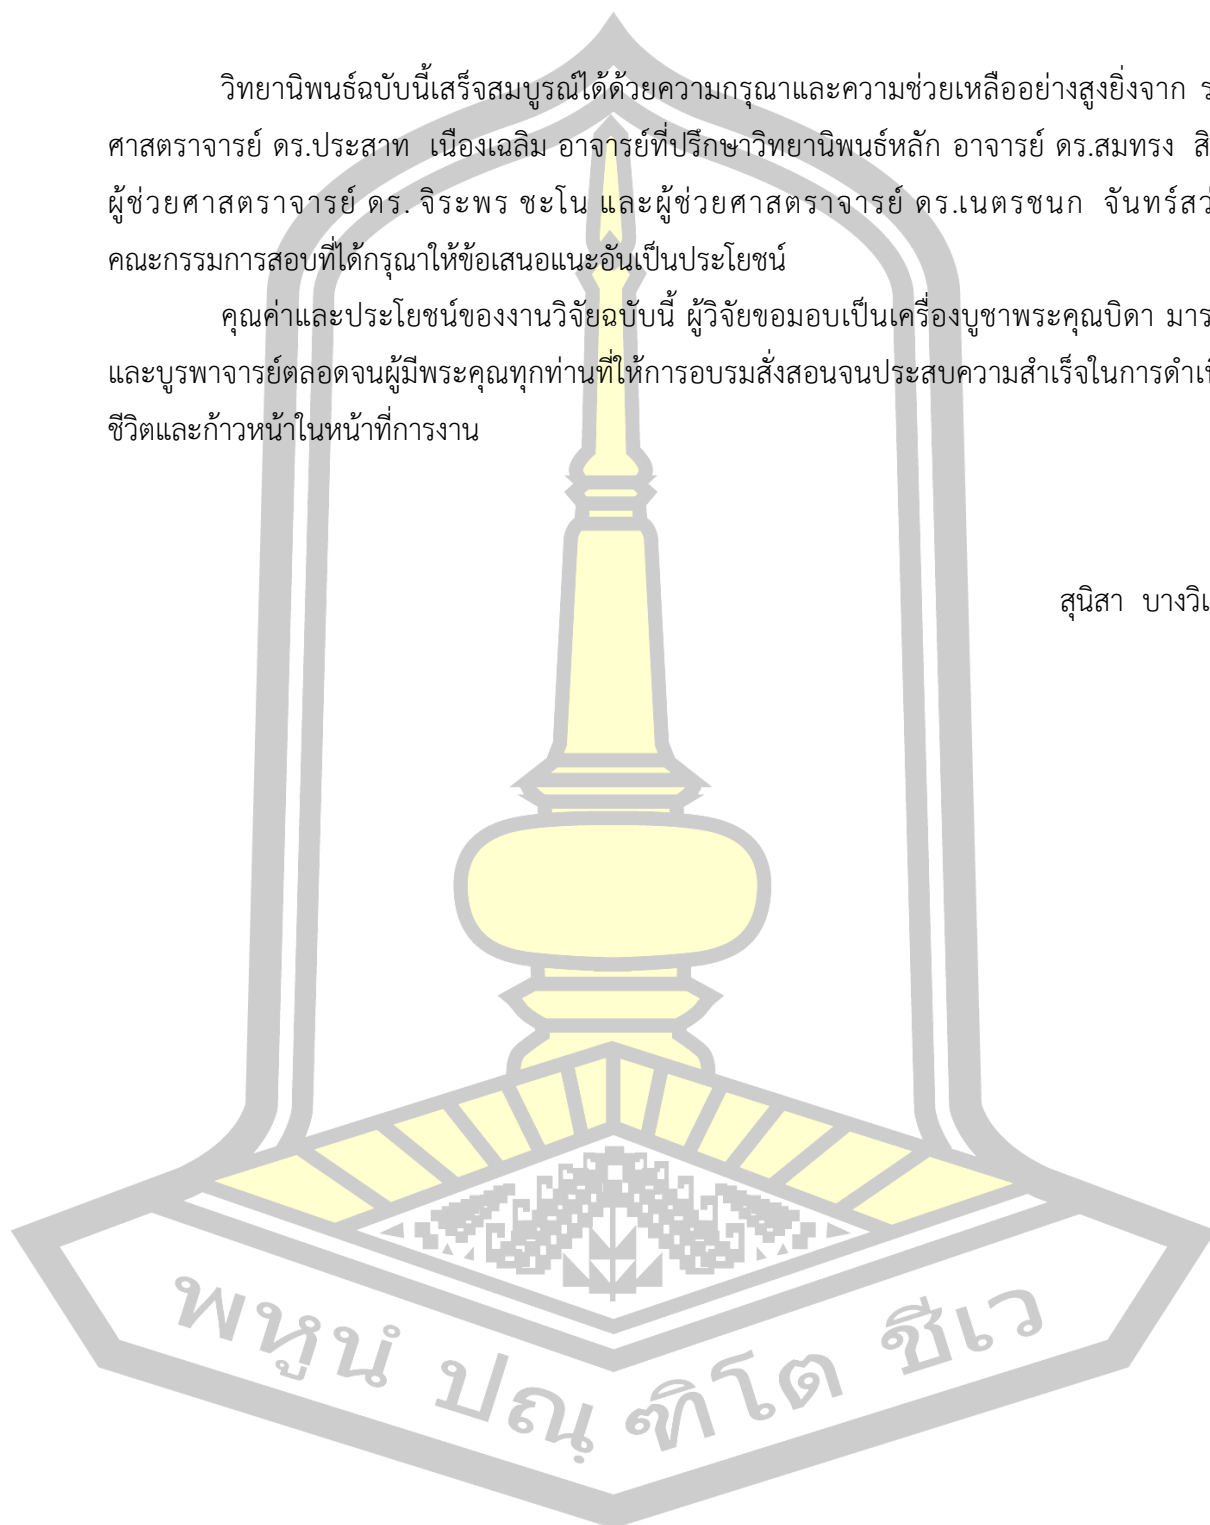 วิทยานิพนธ์ฉบับนี้เสร็จสมบูรณ์ได้ด้วยความกรุณาและความช่วยเหลืออย่างสูงยิ่งจาก
ศาสตราจารย์ ดร.ประสาท เนืองเฉลิม อาจารย์ที่ปรึกษาวิทยานิพนธ์หลัก อาจารย์ ดร.สมทรง
ผู้ช่วยศาสตราจารย์ ดร. จิระพร ชะโน และผู้ช่วยศาสตราจารย์ ดร.เนตรชนก
คณะกรรมการสอบที่ได้กรุณาให้ข้อเสนอแนะอันเป็นประโยชน์
คุณค่าและประโยชน์ของงานวิจัยฉบับนี้ ผู้วิจัยขอมอบเป็นเครื่องบูชาพระคุณบิดา
และบูรพาจารย์ตลอดจนผู้มีพระคุณทุกท่านที่ให้การอบรมสั่งสอนจนประสบความสำเร็จในการ
ชีวิตและก้าวหน้าในหน้าที่การงาน
สุนิสา
พหูนํ ปณฺฑิโต ชีเว